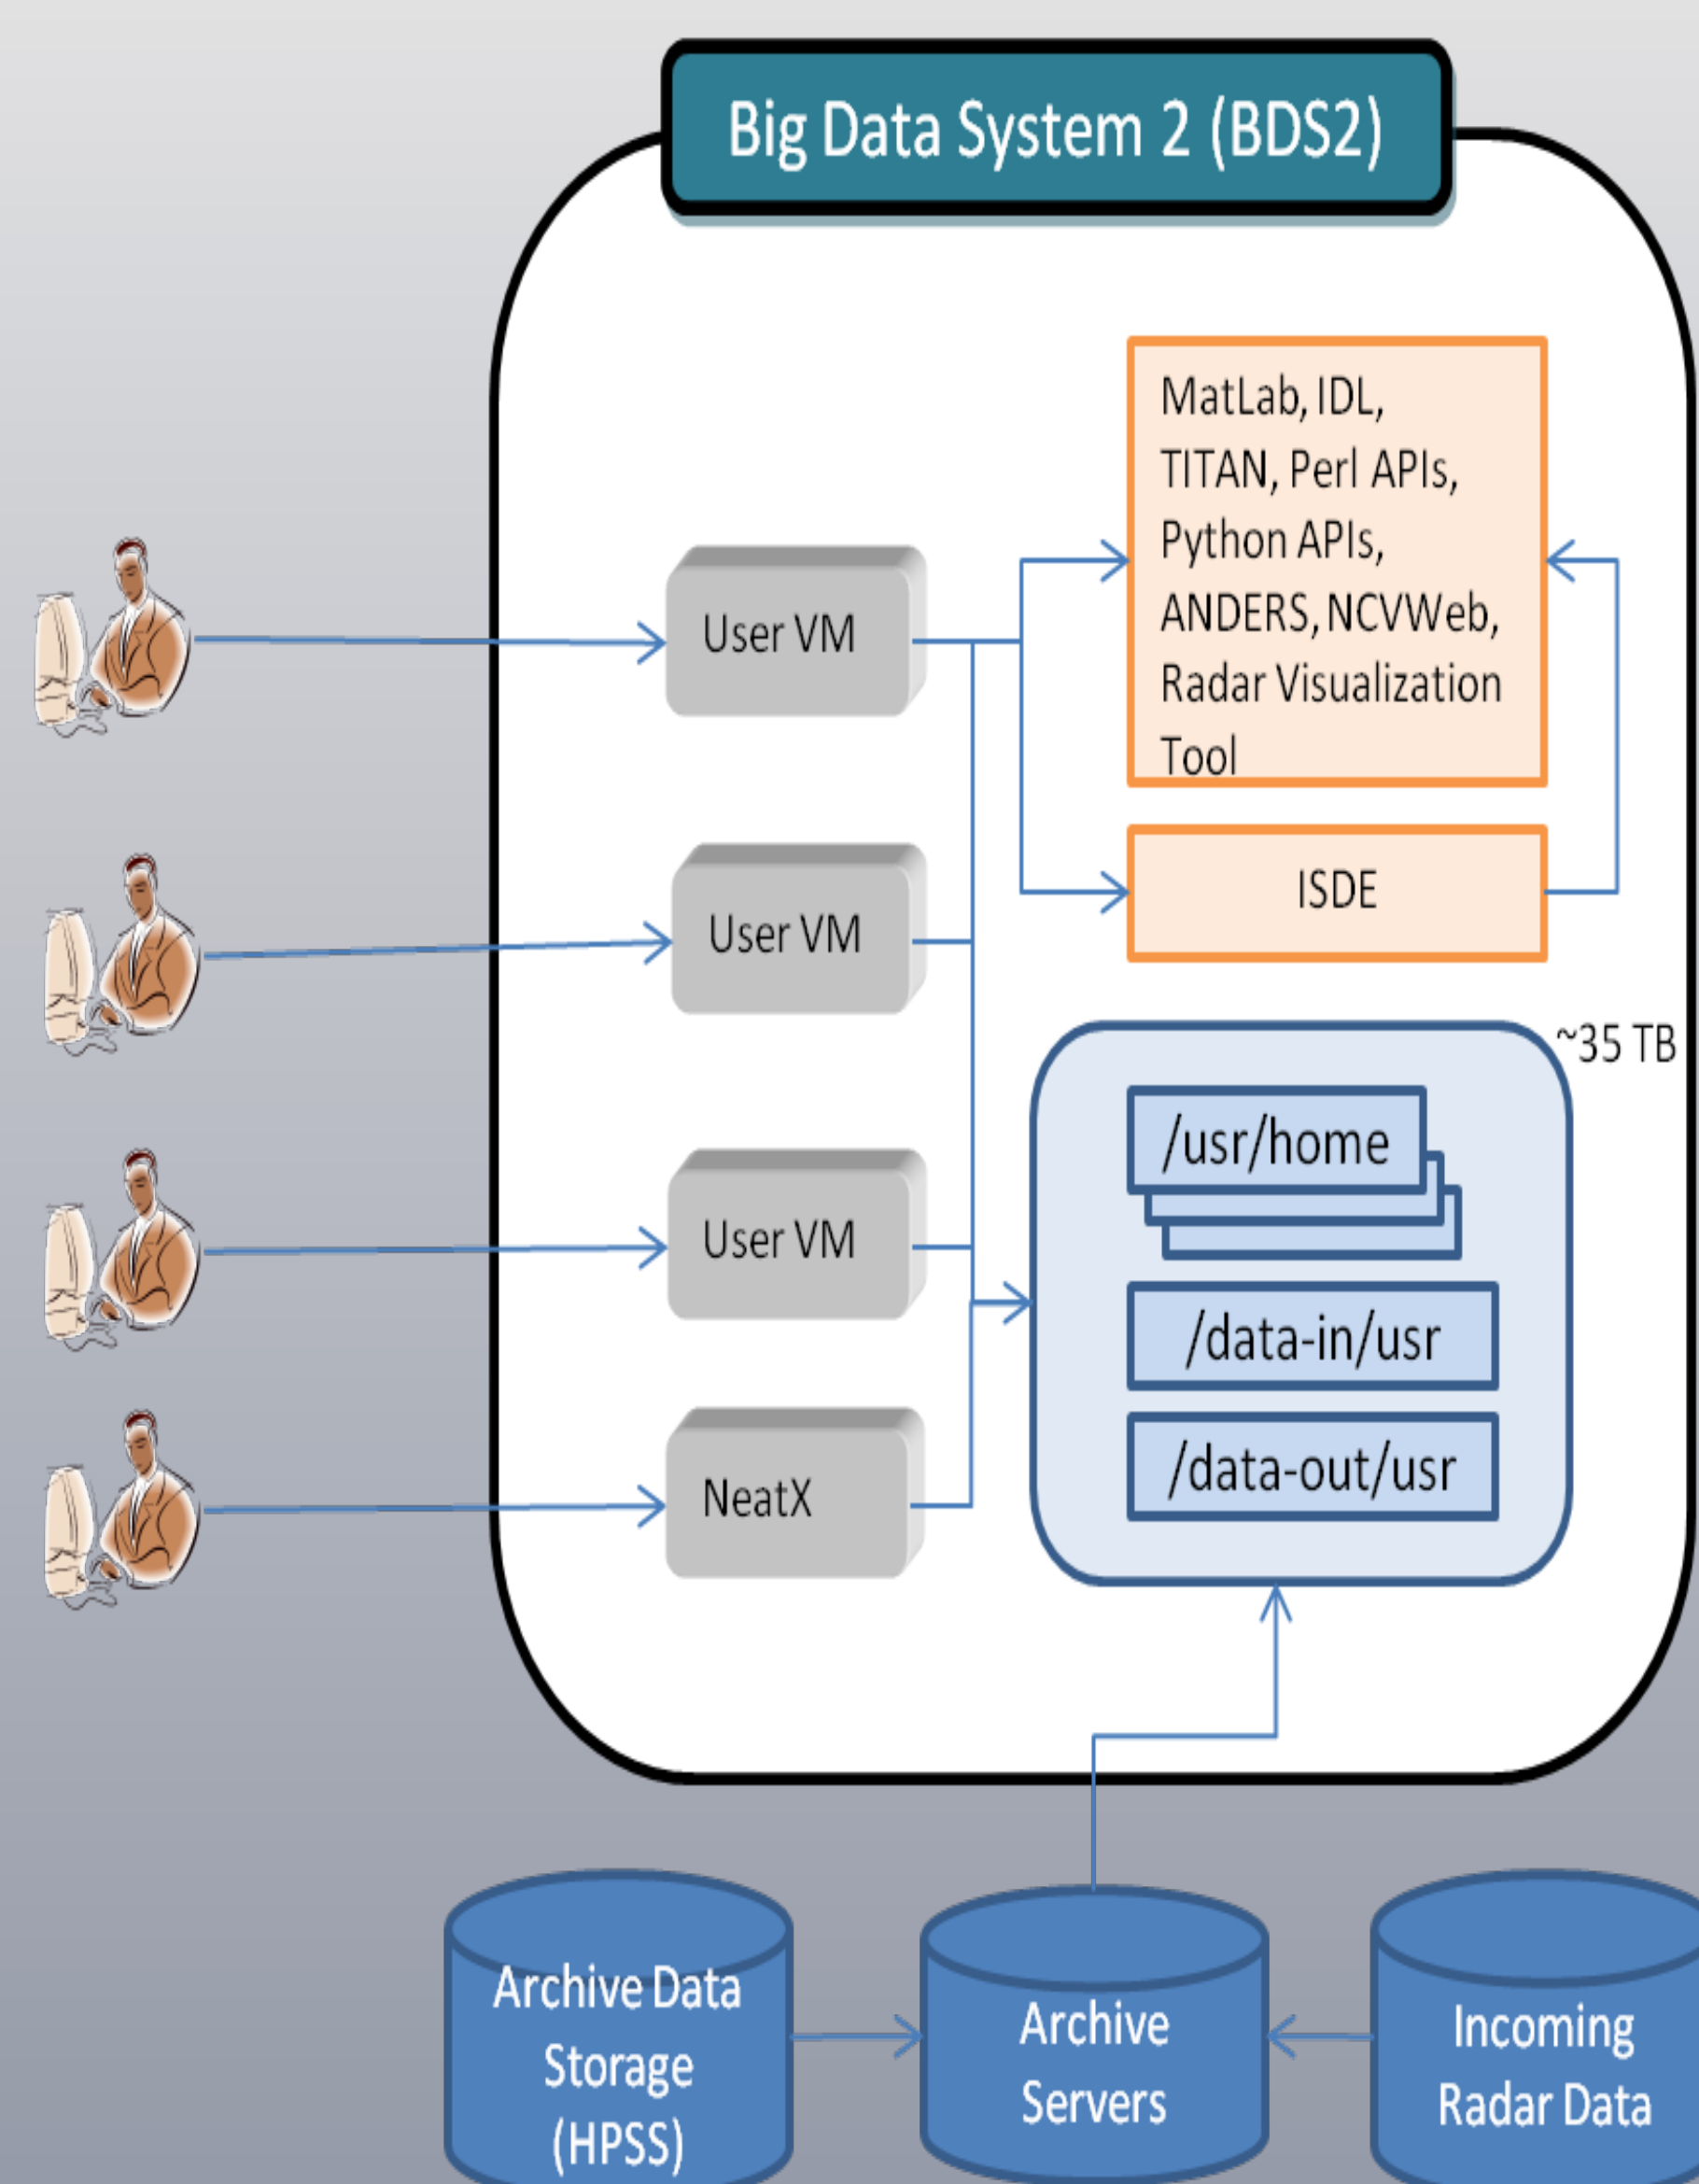 Big Data System 2 (BDS2)
MatLab, IDL,
TITAN, Perl APIs,
Python APIs,
ANDERS, NCVWeb,
Radar Visualization
Tool
User VM
User VM
ISDE
~35 TB
/usr/home
User VM
/data-in/usr
/data-out/usr
NeatX
Archive Data
Storage
(HPSS)
Archive
Servers
Incoming
Radar Data